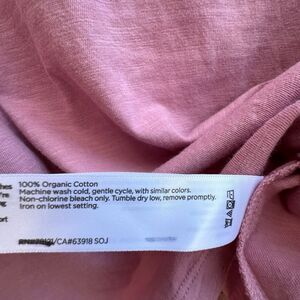 100% Organic Cotton
Machine wash cold, gentle cycle, with similar colors.
Non-chlorine bleach only. Tumble dry low, remove promptly.
Iron on lowest setting.
/CA#63918 SOJ